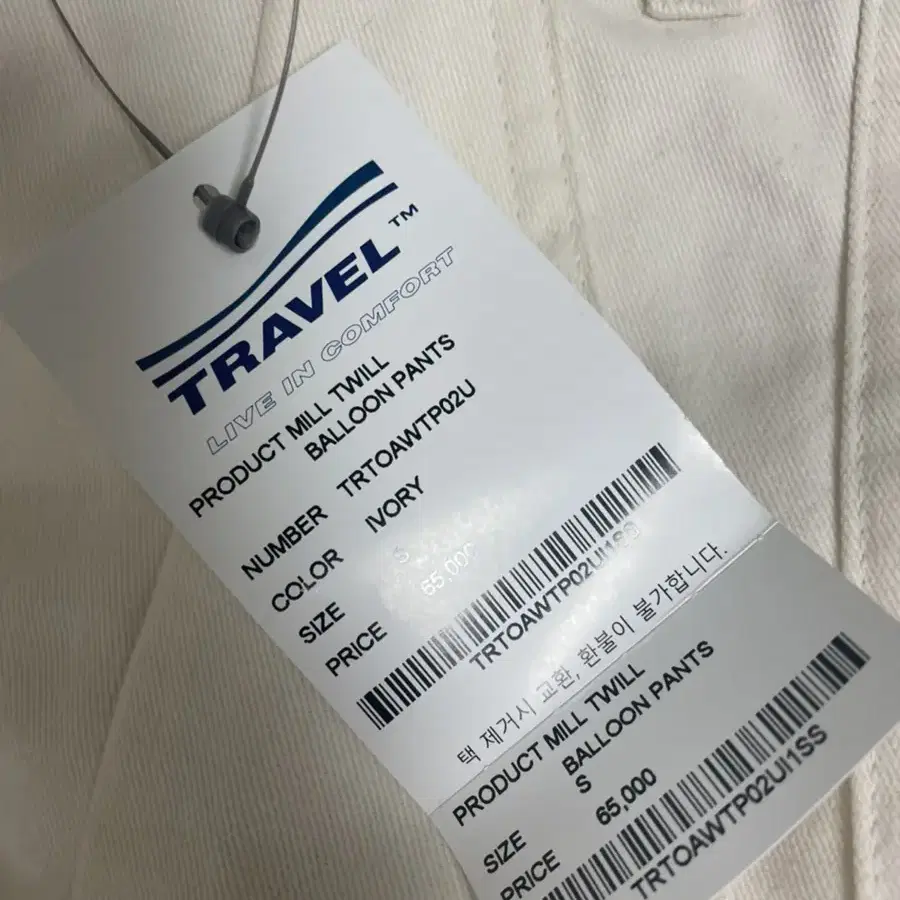 TRAVEL™
LIVE IN COMFORT
PRODUCT MILL TWILL
BALLOON PANTS
NUMBER TRTOAWTP02U
COLOR IVORY
SIZE S
PRICE 65,000
TRTOAWTP02UI1SS
택 제거시 교환, 환불이 불가합니다.
PRODUCT MILL TWILL
BALLOON PANTS
SIZE S
PRICE 65,000
TRTOAWTP02UI1SS